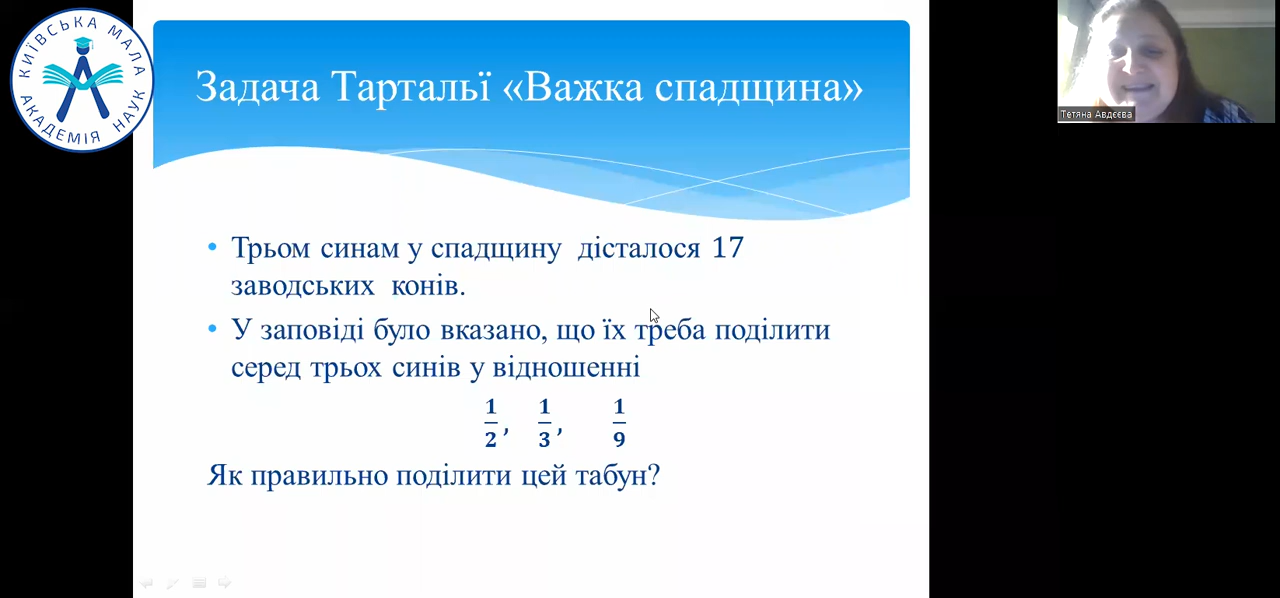 КИЇВСЬКА МАЛА
АКАДЕМІЯ НАУК
Задача Тартальї «Важка спадщина»
Тетяна Авдєєва
• Трьом синам у спадщину дісталося 17
заводських конів.
• У заповіді було вказано, що їх треба поділити
серед трьох синів у відношенні
1/2, 1/3, 1/9
Як правильно поділити цей табун?